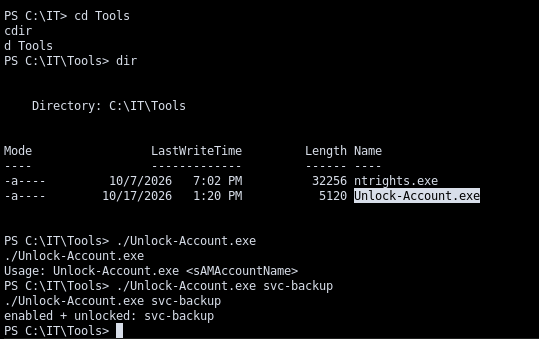 PS C:\IT> cd Tools
cdir
d Tools
PS C:\IT\Tools> dir
Directory: C:\IT\Tools
Mode LastWriteTime Length Name
---- ------------- ------ ----
-a---- 10/7/2026 7:02 PM 32256 ntrights.exe
-a---- 10/17/2026 1:20 PM 5120 Unlock-Account.exe
PS C:\IT\Tools> ./Unlock-Account.exe
./Unlock-Account.exe
Usage: Unlock-Account.exe <sAMAccountName>
PS C:\IT\Tools> ./Unlock-Account.exe svc-backup
./Unlock-Account.exe svc-backup
enabled + unlocked: svc-backup
PS C:\IT\Tools>